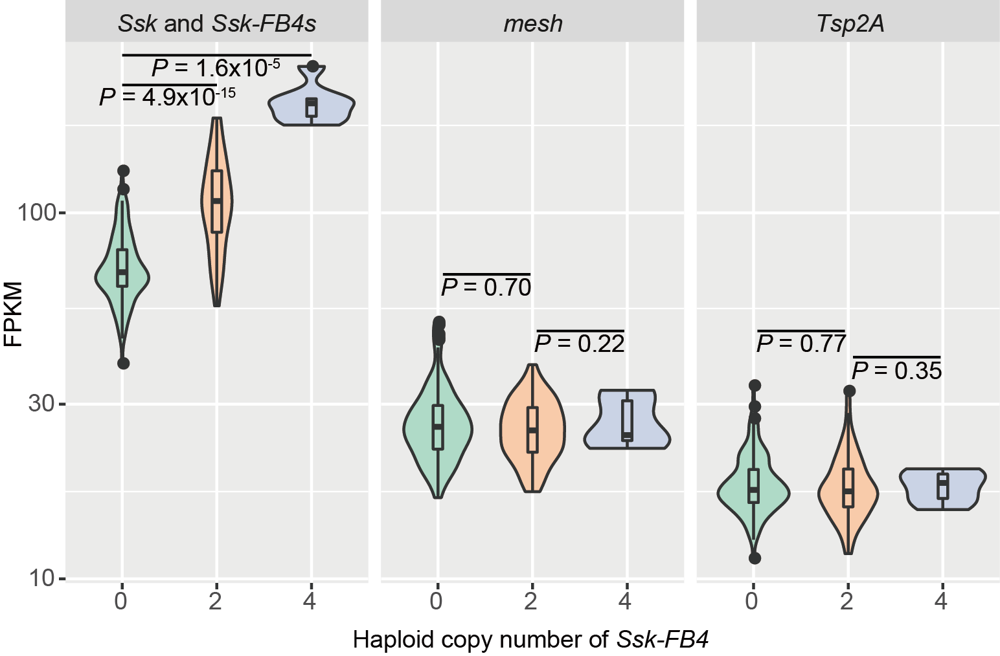 Ssk and Ssk-FB4s
mesh
Tsp2A
P = 1.6x10-5
P = 4.9x10-15
P = 0.70
P = 0.22
P = 0.77
P = 0.35
FPKM
100
30
10
0 2 4
0 2 4
0 2 4
Haploid copy number of Ssk-FB4